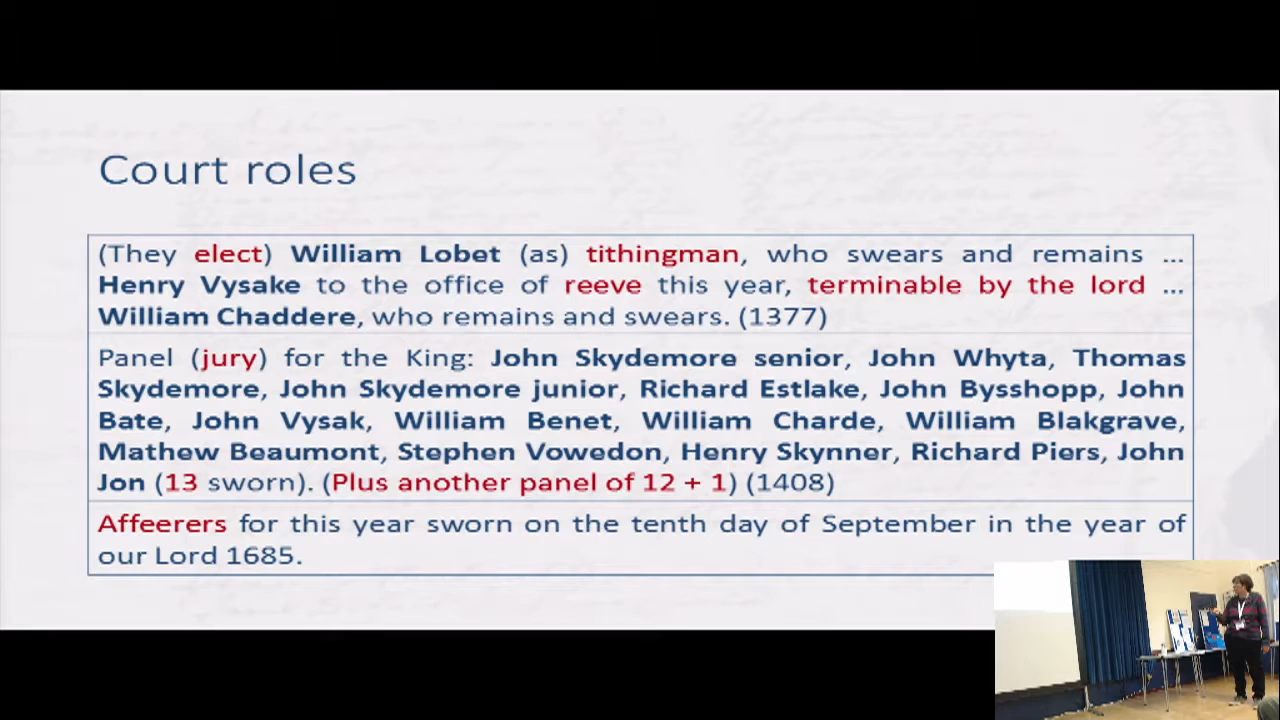 Court roles
(They elect) William Lobet (as) tithingman, who swears and remains ...
Henry Vysake to the office of reeve this year, terminable by the lord ...
William Chaddere, who remains and swears. (1377)
Panel (jury) for the King: John Skydemore senior, John Whyta, Thomas
Skydemore, John Skydemore junior, Richard Estlake, John Bysshopp, John
Bate, John Vysak, William Benet, William Charde, William Blakgrave,
Mathew Beaumont, Stephen Vowedon, Henry Skynner, Richard Piers, John
Jon (13 sworn). (Plus another panel of 12 + 1) (1408)
Affeerers for this year sworn on the tenth day of September in the year of
our Lord 1685.